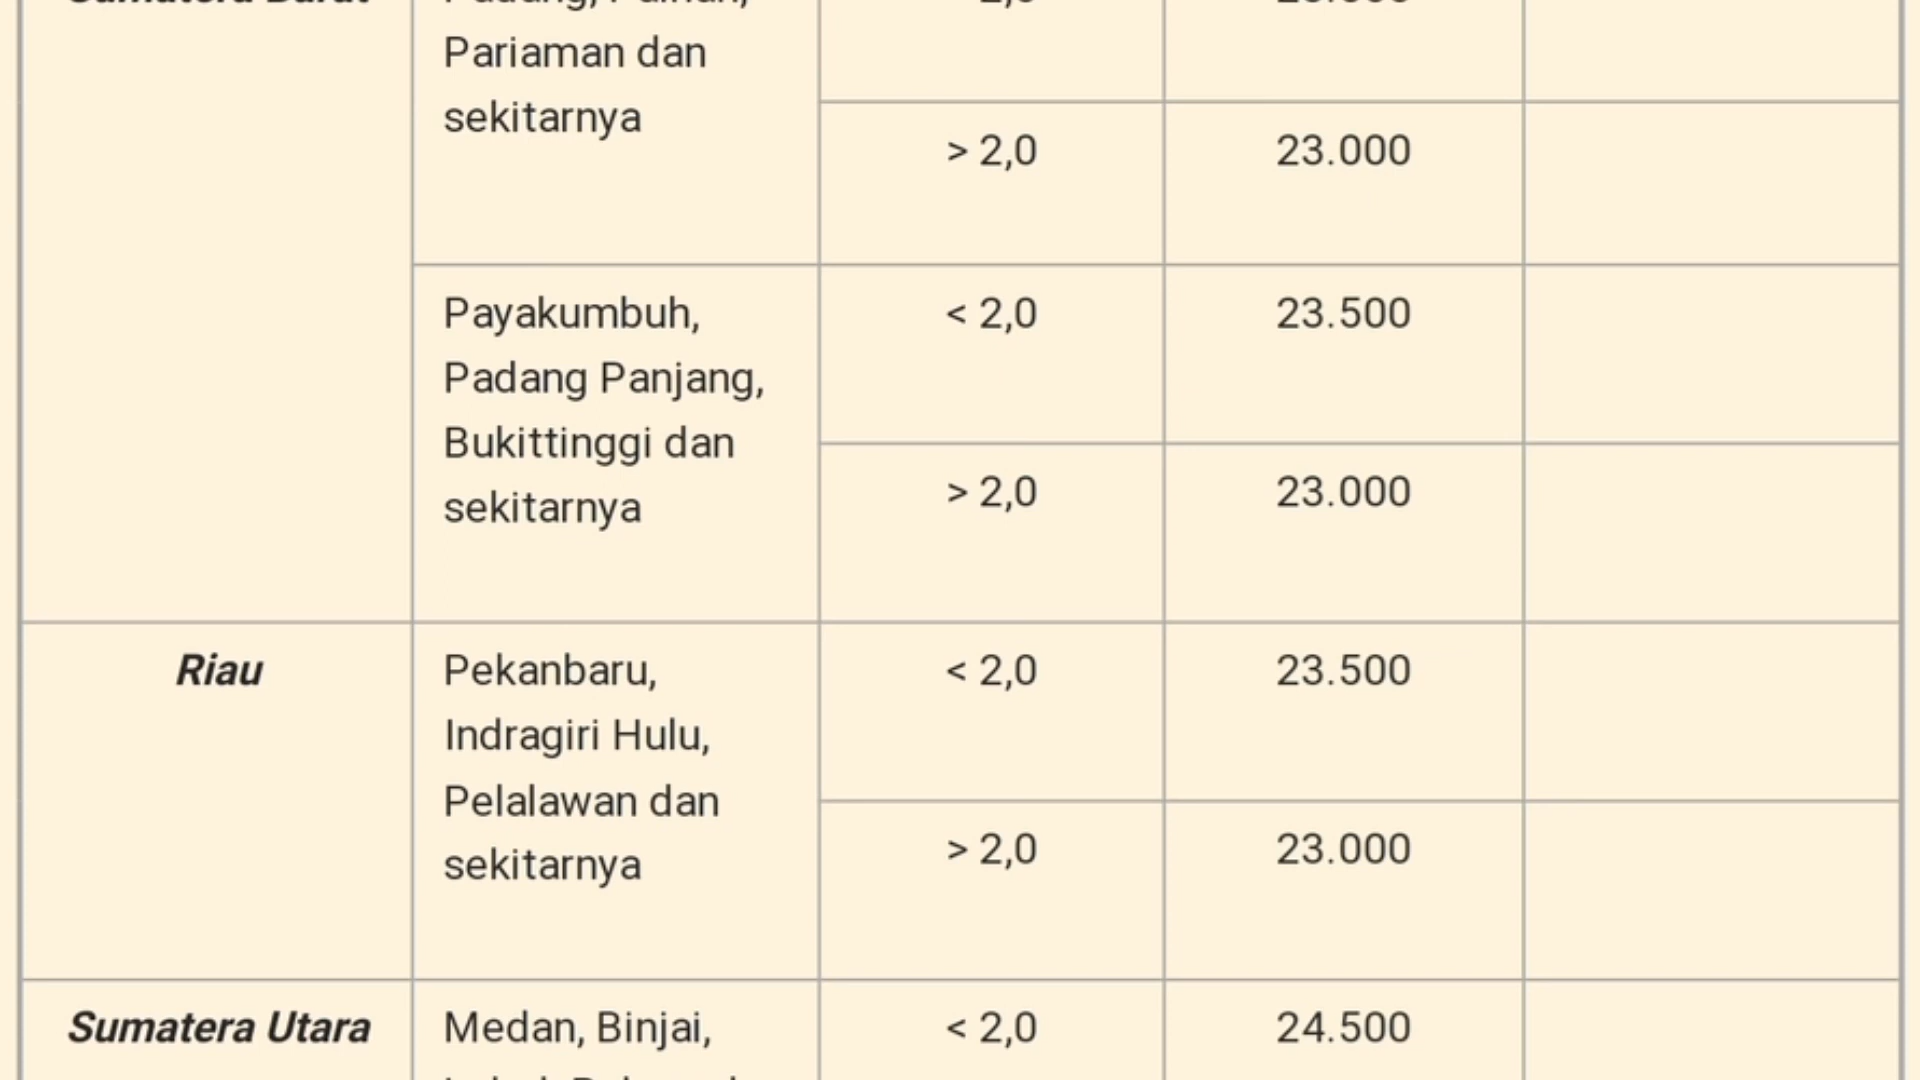 Pariaman dan
sekitarnya
> 2,0
23.000
Payakumbuh,
Padang Panjang,
Bukittinggi dan
sekitarnya
< 2,0
23.500
> 2,0
23.000
Riau
Pekanbaru,
Indragiri Hulu,
Pelalawan dan
sekitarnya
< 2,0
23.500
> 2,0
23.000
Sumatera Utara
Medan, Binjai,
< 2,0
24.500